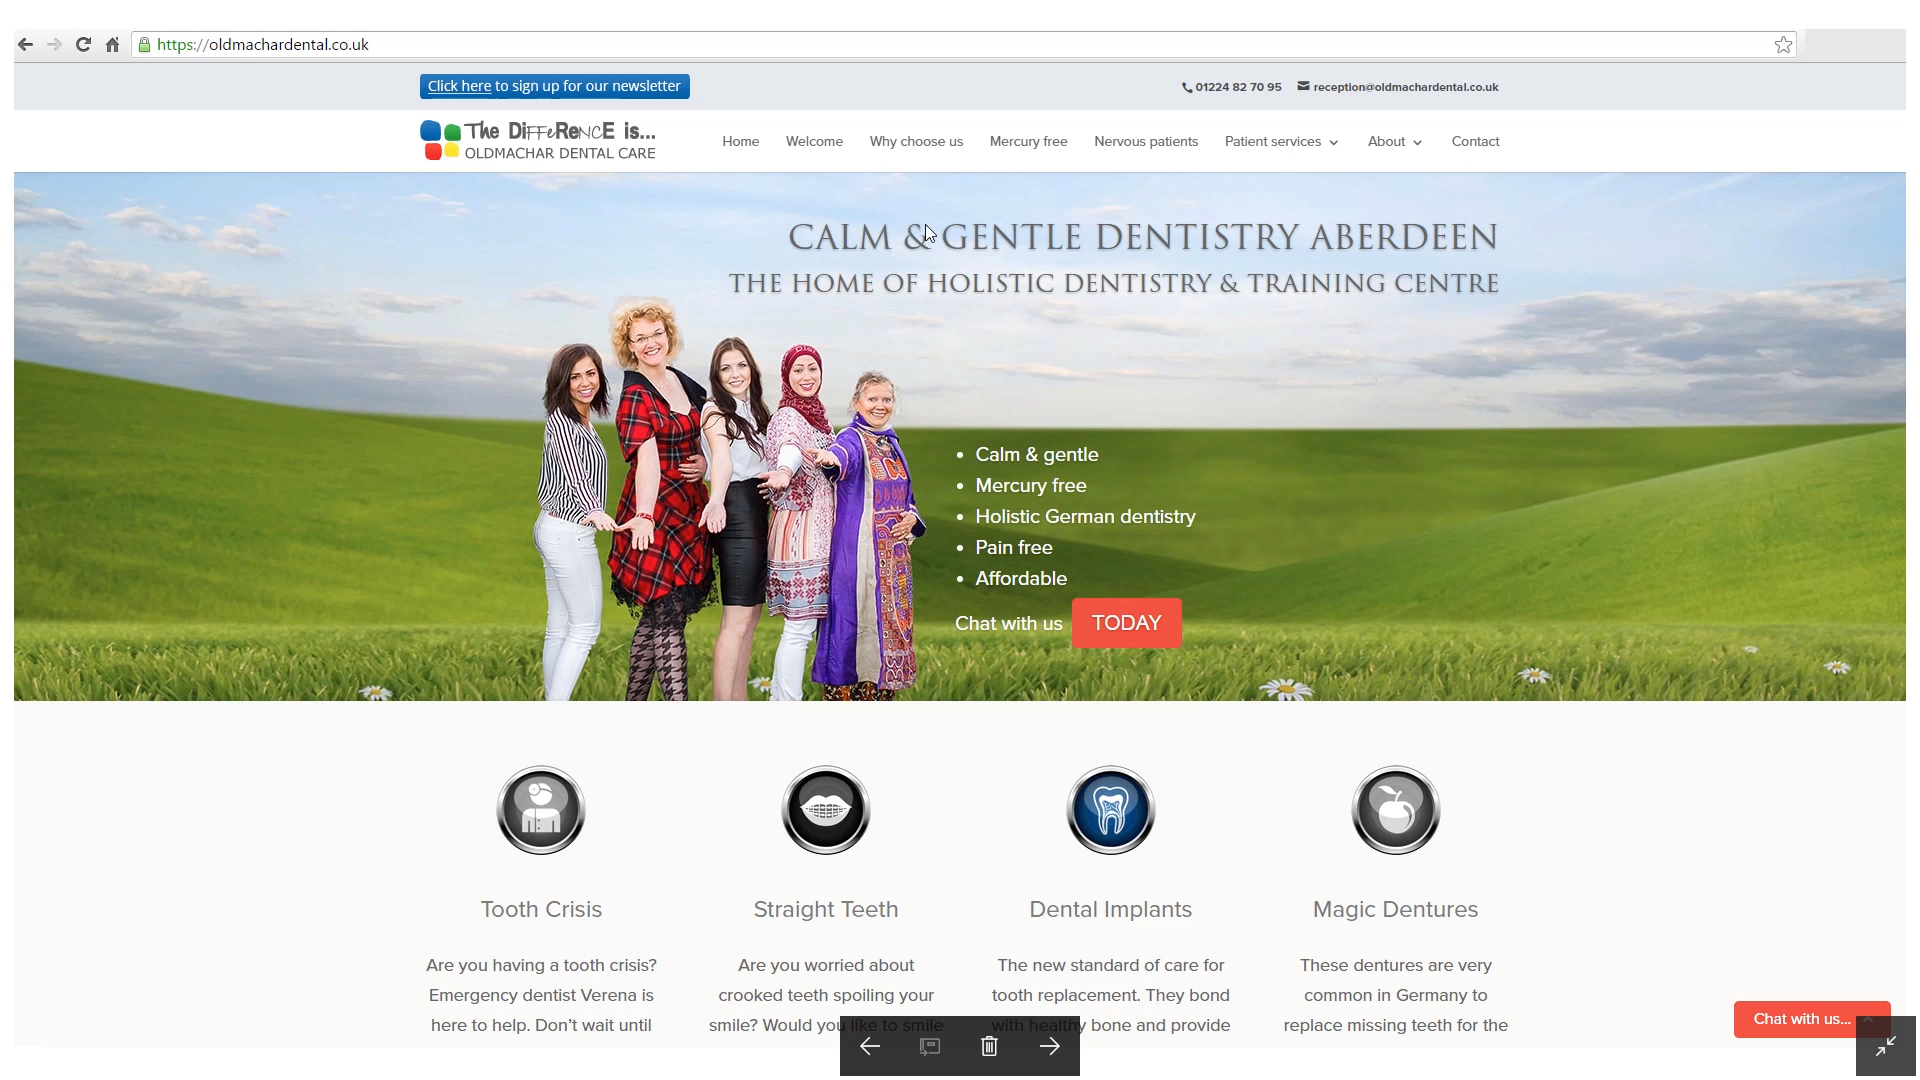 https://oldmachardental.co.uk
Click here to sign up for our newsletter
01224 82 70 95
reception@oldmachardental.co.uk
The DiFFeReNCE is...
OLDMACHAR DENTAL CARE
Home
Welcome
Why choose us
Mercury free
Nervous patients
Patient services
About
Contact
CALM & GENTLE DENTISTRY ABERDEEN
THE HOME OF HOLISTIC DENTISTRY & TRAINING CENTRE
• Calm & gentle
• Mercury free
• Holistic German dentistry
• Pain free
• Affordable
Chat with us TODAY
Tooth Crisis
Are you having a tooth crisis?
Emergency dentist Verena is
here to help. Don’t wait until
Straight Teeth
Are you worried about
crooked teeth spoiling your
smile? Would you like to smile
Dental Implants
The new standard of care for
tooth replacement. They bond
with healthy bone and provide
Magic Dentures
These dentures are very
common in Germany to
replace missing teeth for the
Chat with us...